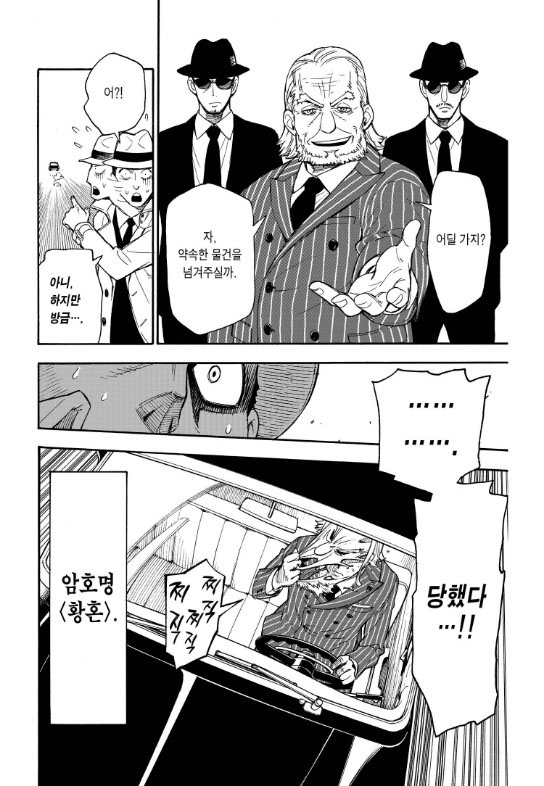 어딜 가지?
자,
약속한 물건을
넘겨주실까.
어?!
아니,
하지만
방금….
……
…….
당했다
…!!
찌직
찌직
찌직
암호명
〈황혼〉.